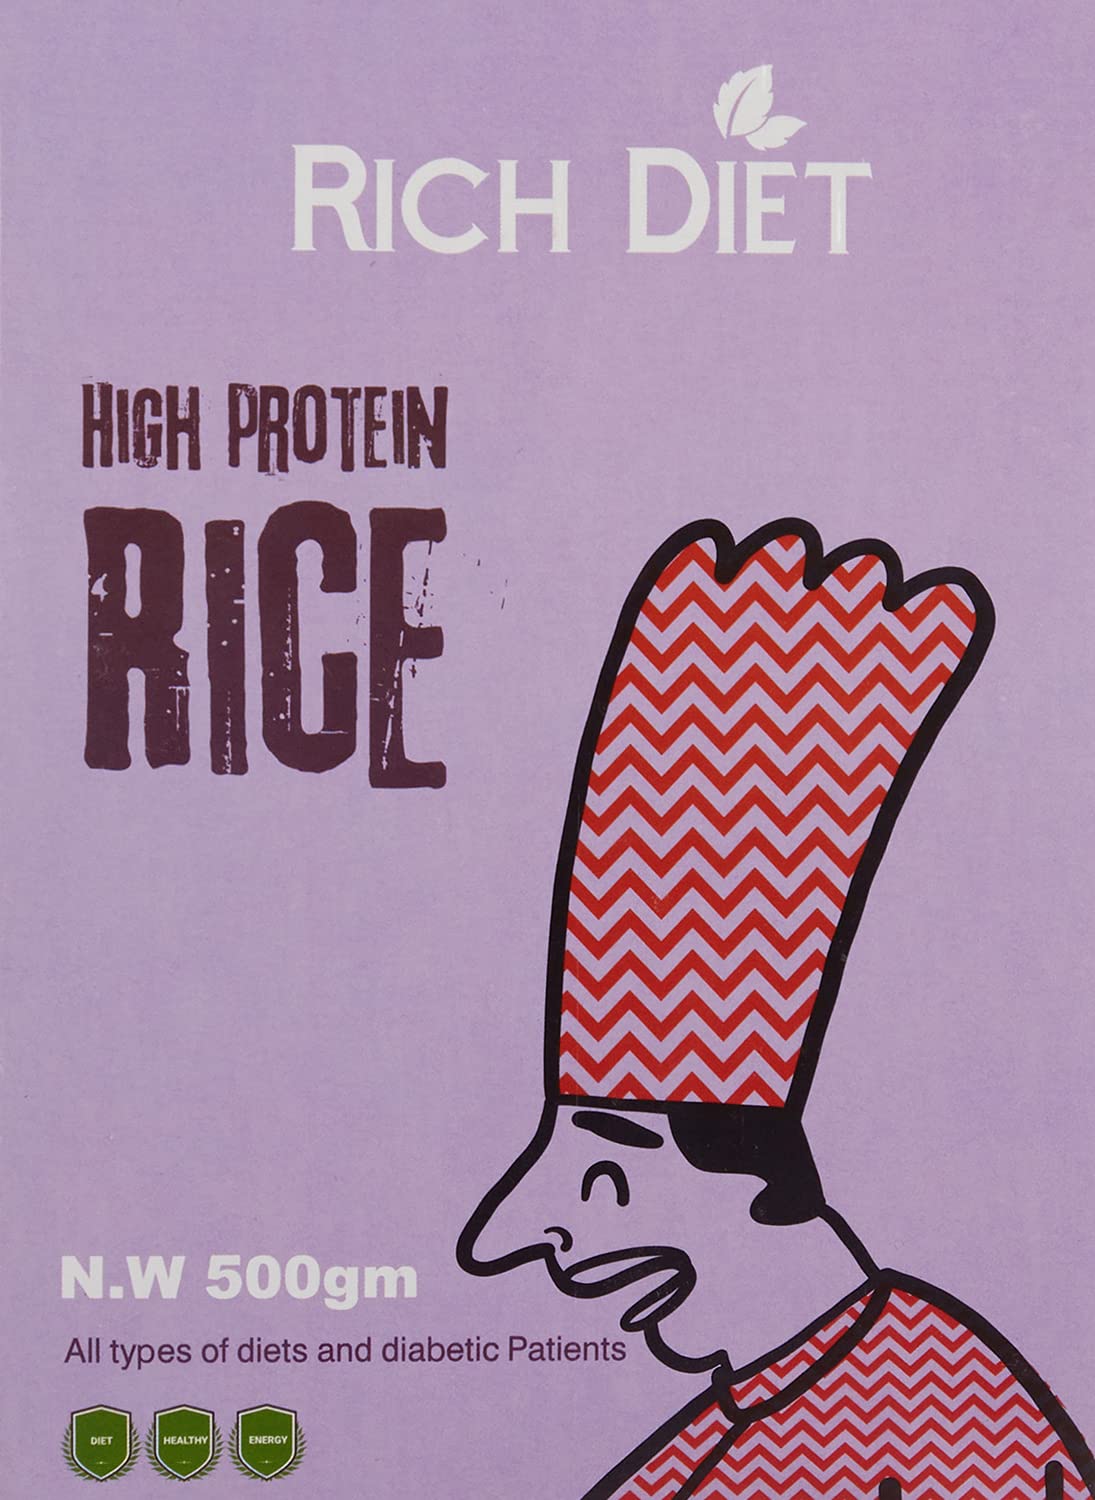 RICH DIET
HIGH PROTEIN
RICE
N.W 500gm
All types of diets and diabetic Patients
DIET HEALTHY ENERGY